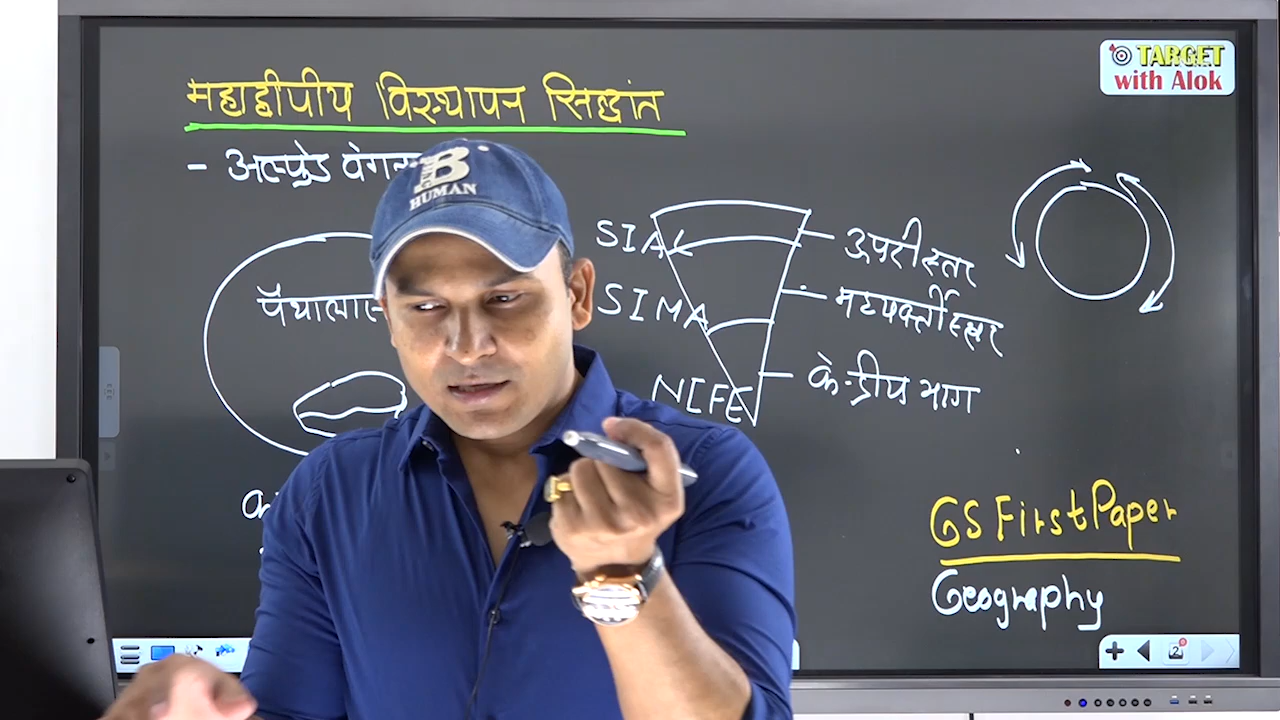 TARGET
with Alok
महाद्वीपीय विस्थापन सिद्धांत
- अल्फ्रेड
B
HUMAN
SIAL
ऊपरी स्तर
SIMA
मध्यवर्ती स्तर
NIFE
केन्द्रीय भाग
GS First Paper
Geography
2